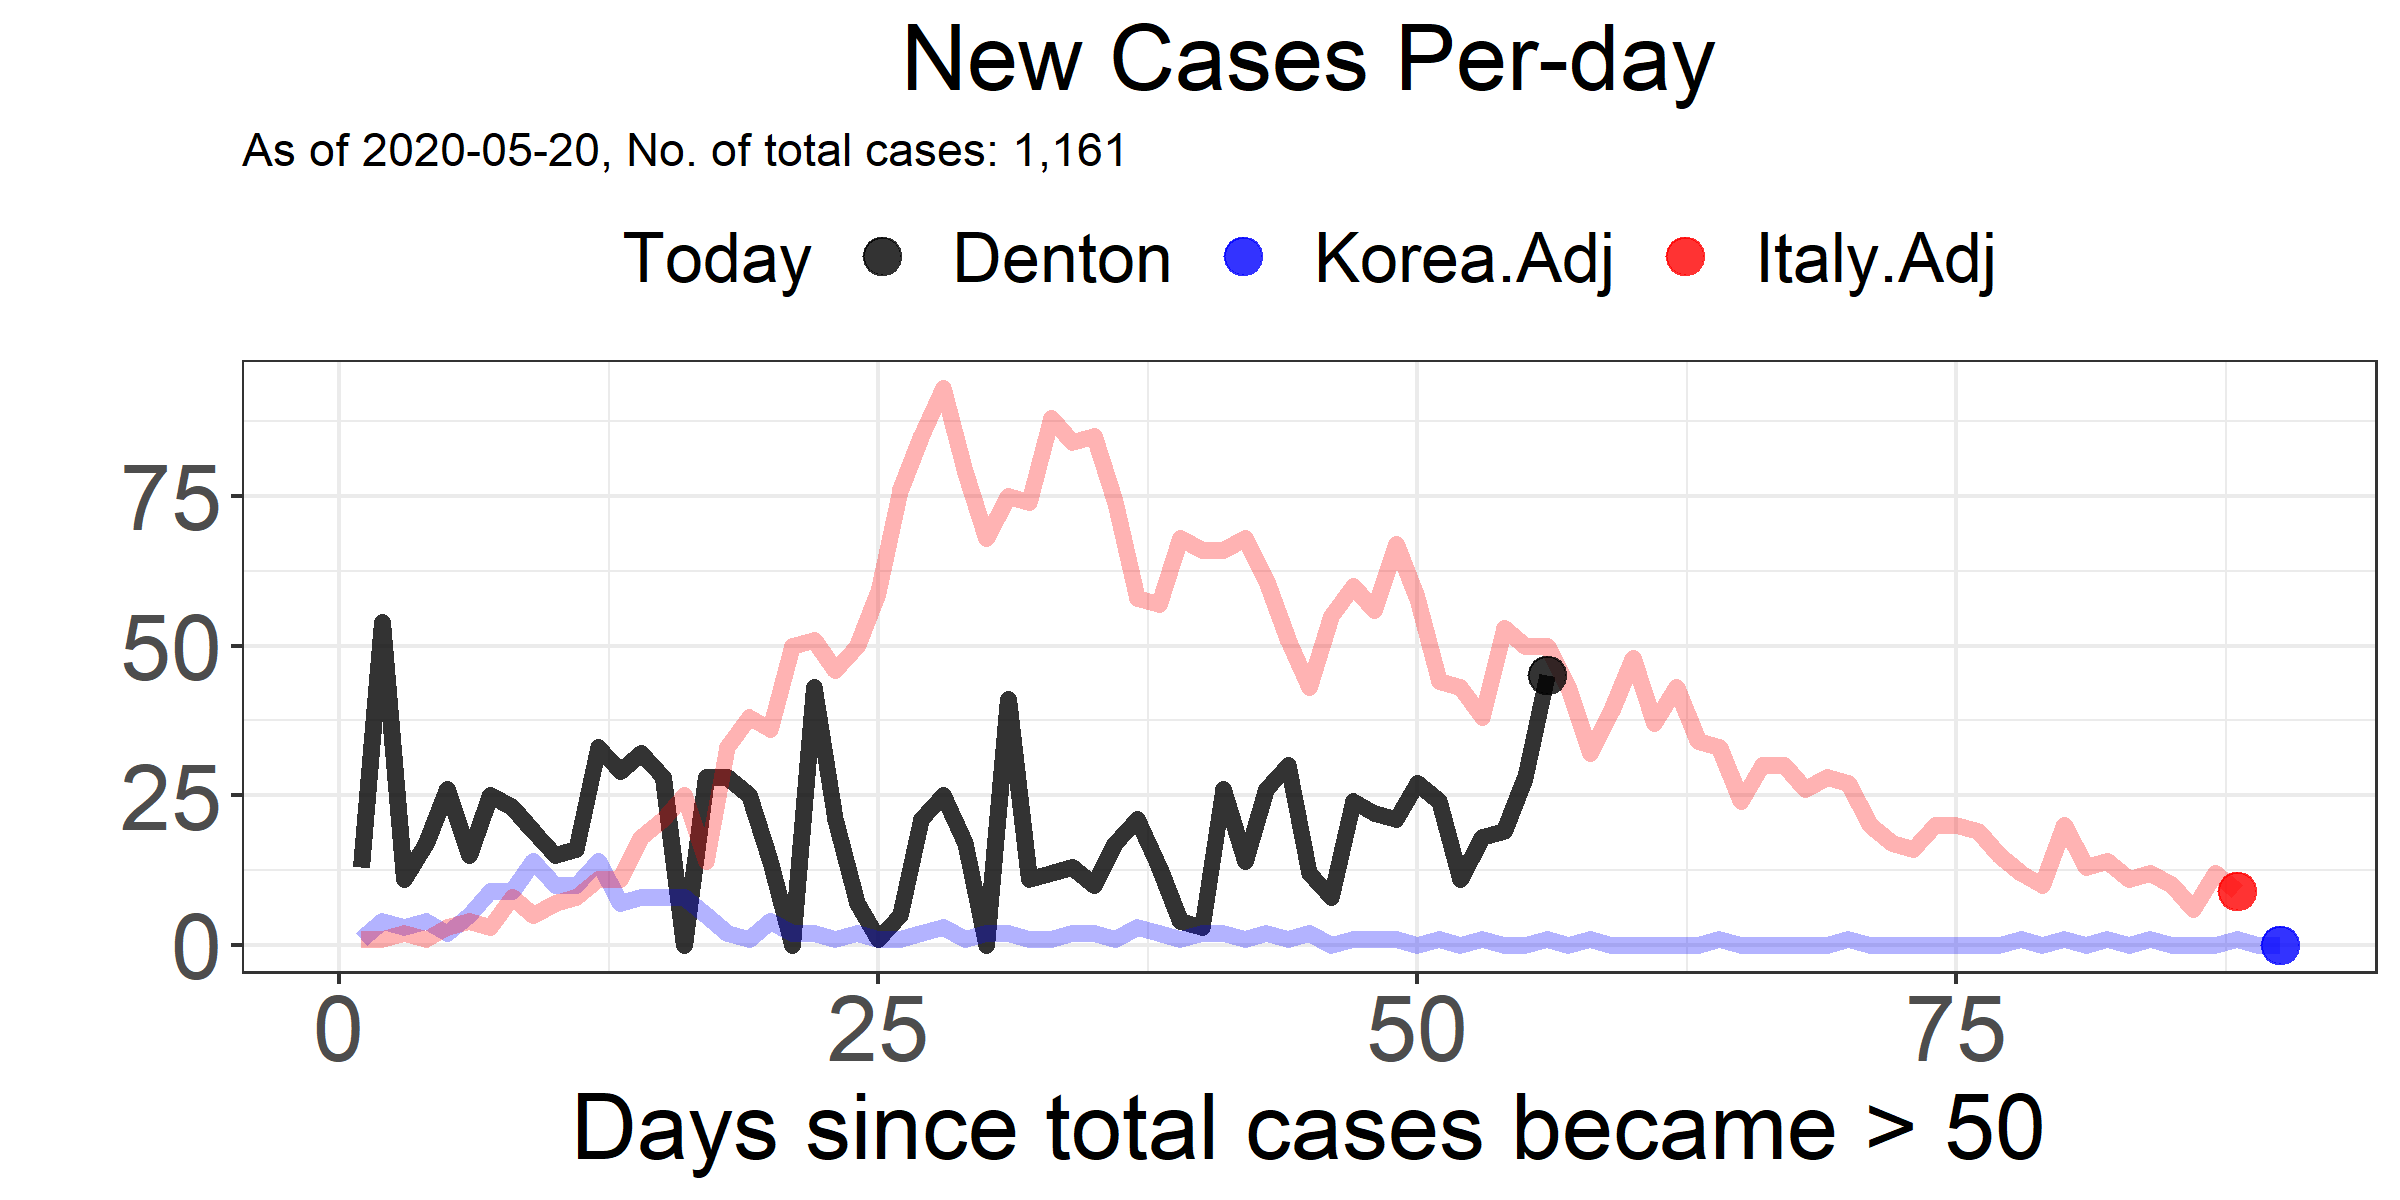 New Cases Per-day
As of 2020-05-20, No. of total cases: 1,161
Today Denton Korea.Adj Italy.Adj
75
50
25
0
0 25 50 75
Days since total cases became > 50